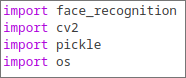 import face_recognition
import cv2
import pickle
import os